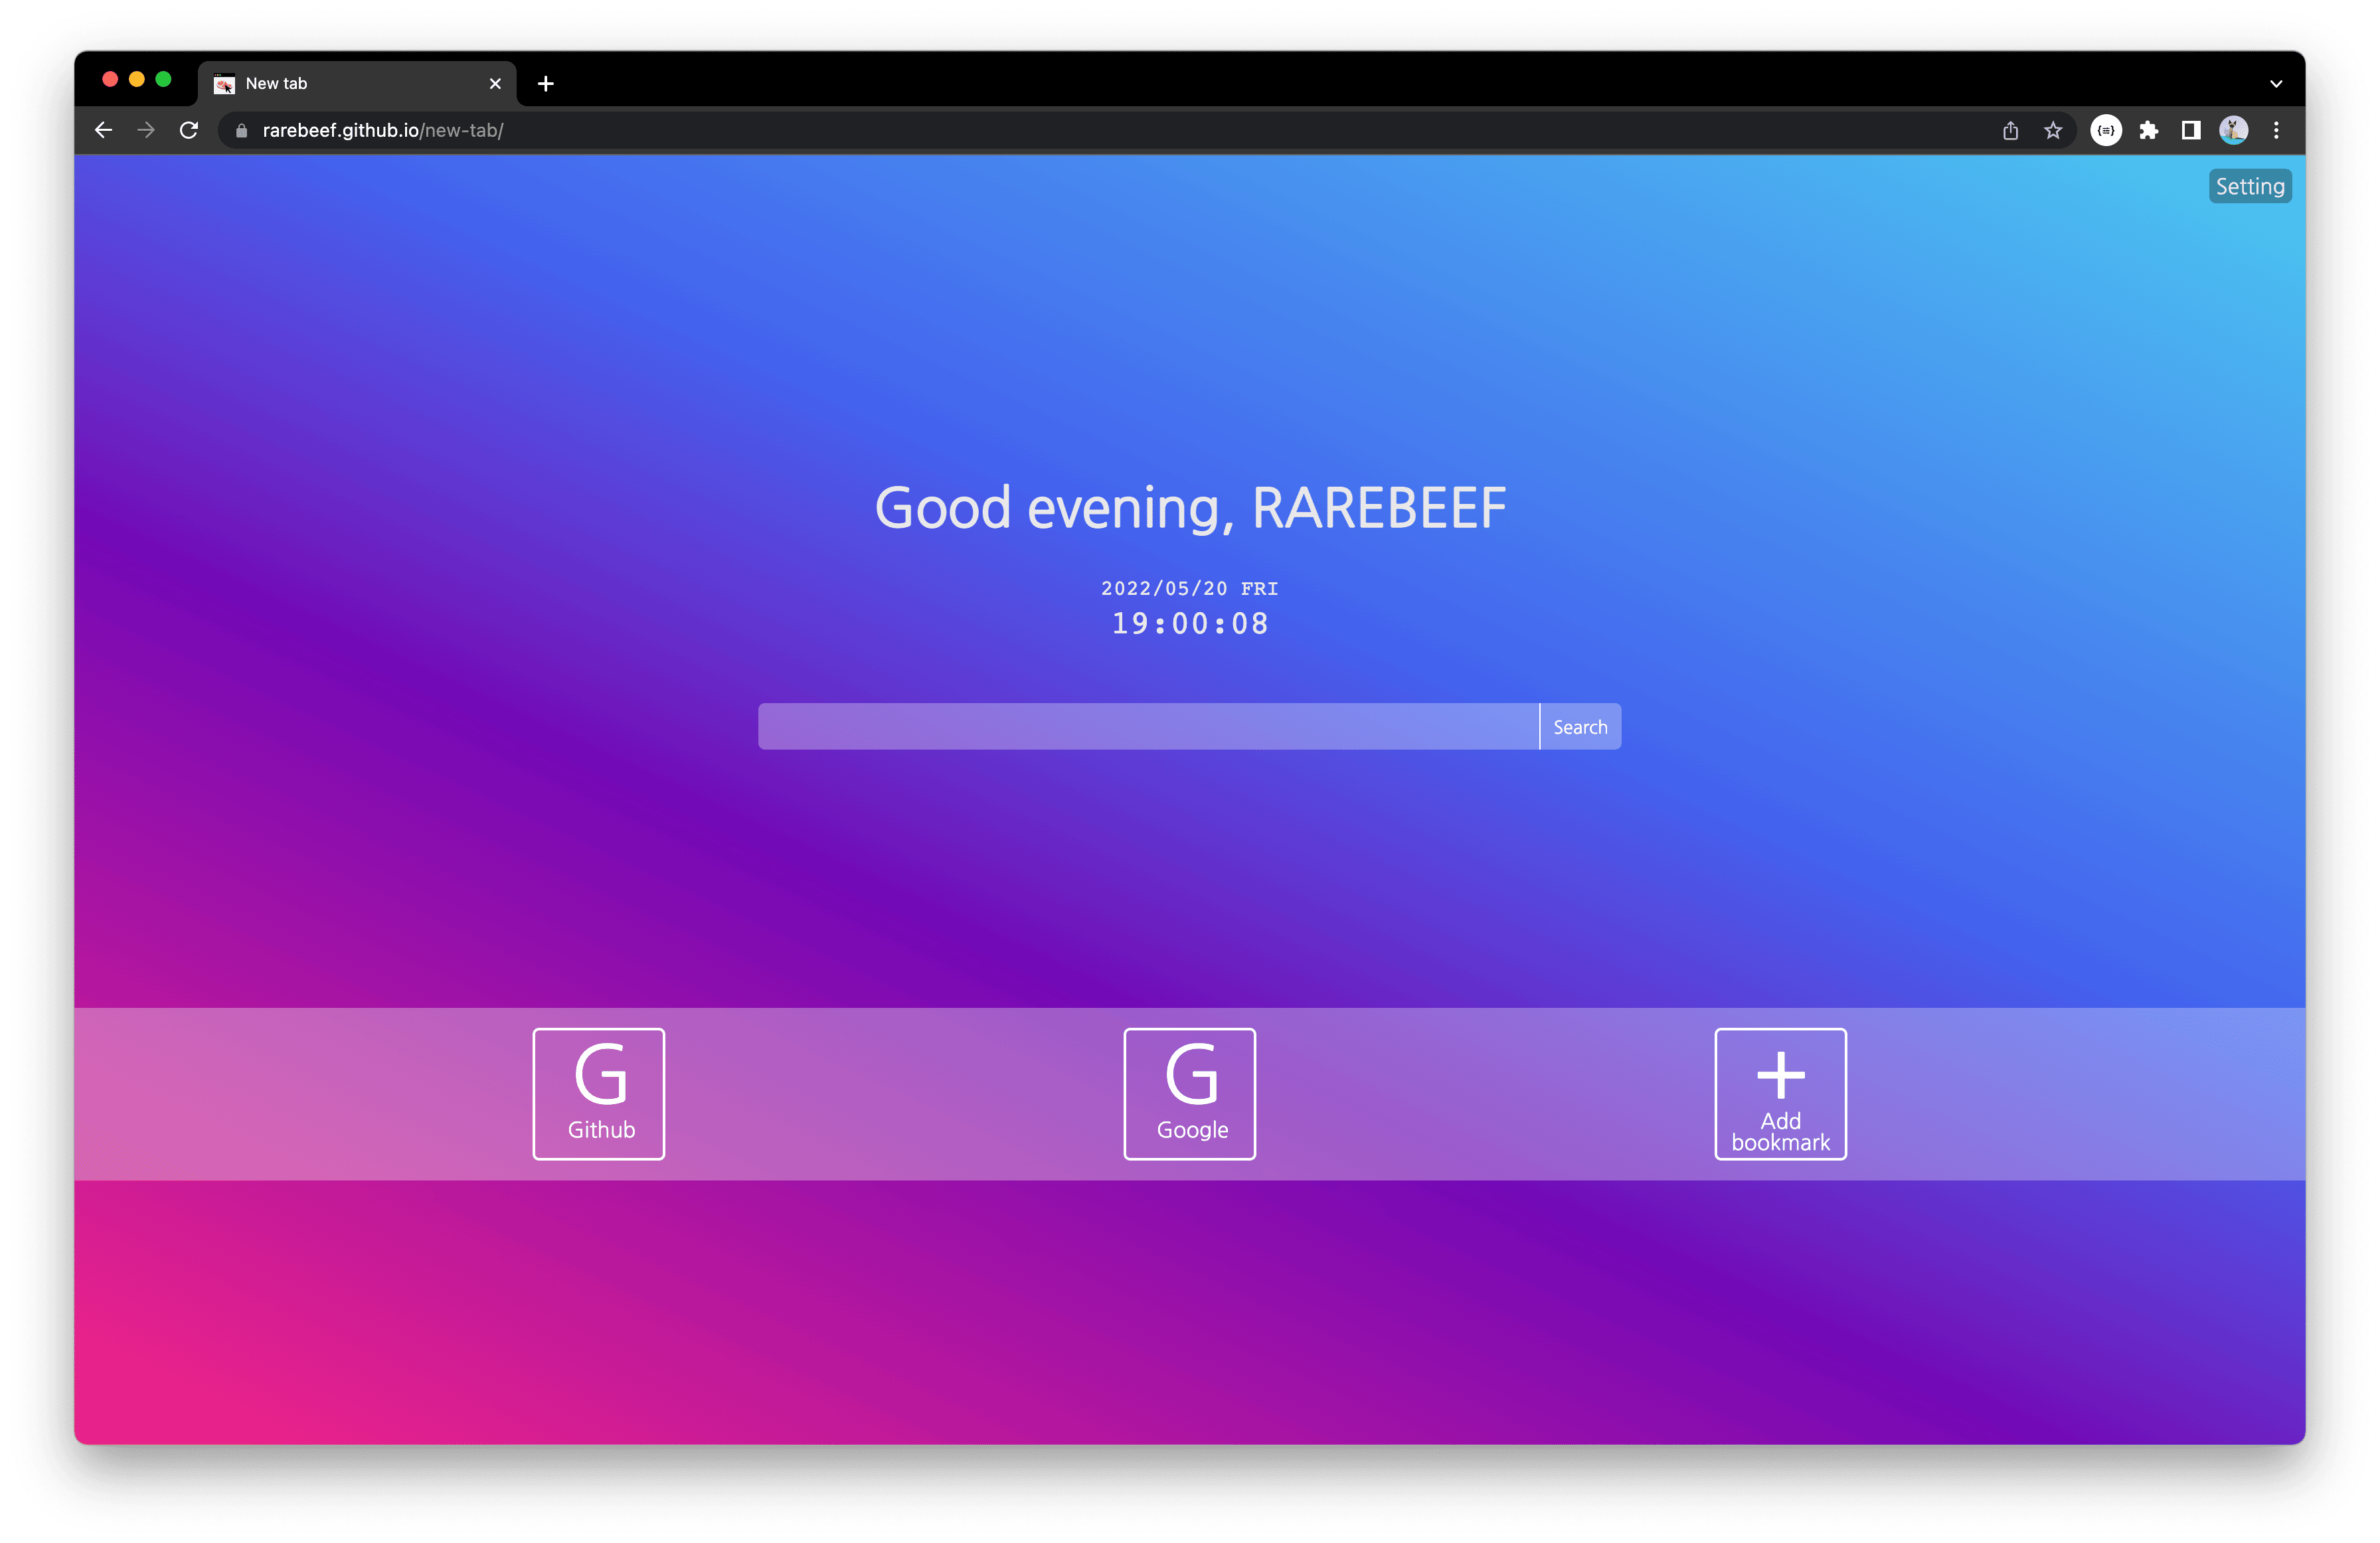 New tab
rarebeef.github.io/new-tab/
Setting
Good evening, RAREBEEF
2022/05/20 FRI
19:00:08
Search
G
Github
G
Google
Add
bookmark